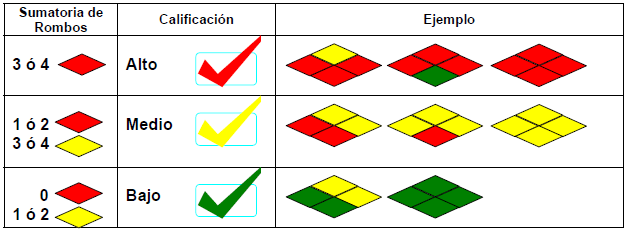 Sumatoria de Rombos
Calificación
Ejemplo
3 ó 4
Alto
1 ó 2
3 ó 4
Medio
0
1 ó 2
Bajo